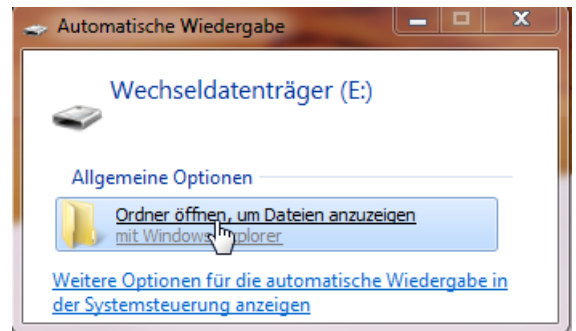 Automatische Wiedergabe
Wechseldatenträger (E:)
Allgemeine Optionen
Ordner öffnen, um Dateien anzuzeigen
mit Windows
Weitere Optionen für die automatische Wiedergabe in
der Systemsteuerung anzeigen